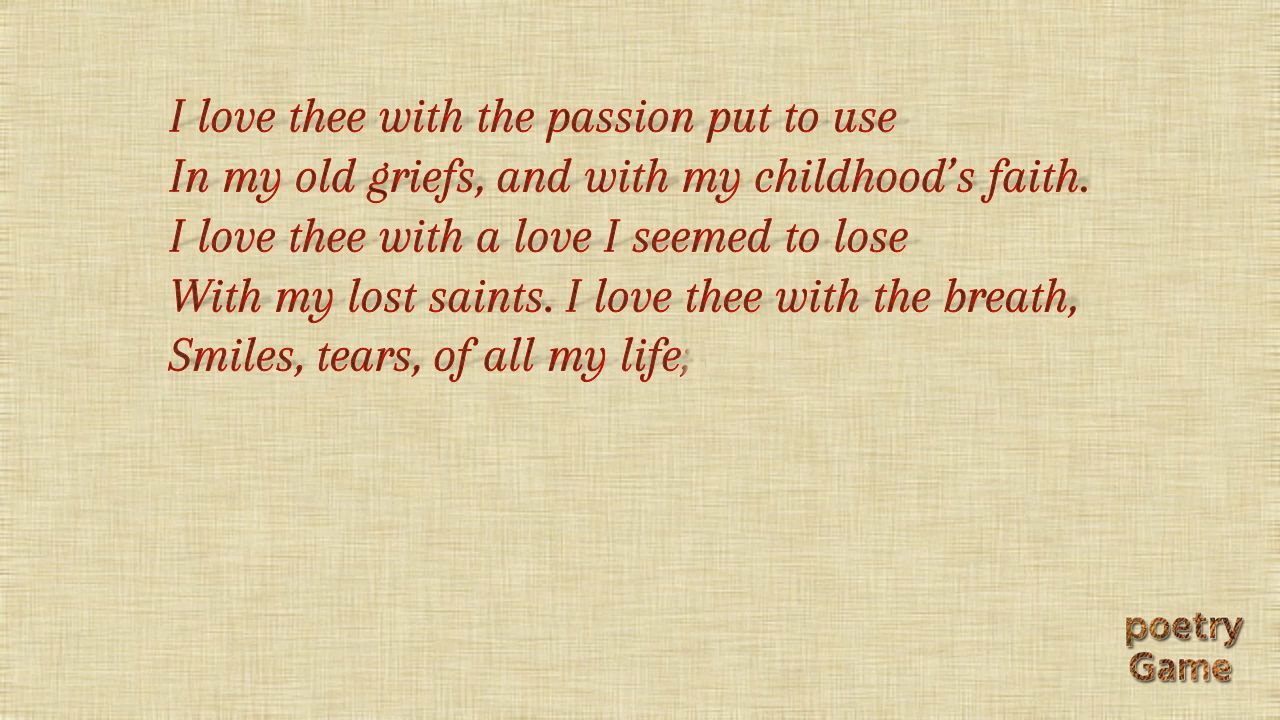 I love thee with the passion put to use
In my old griefs, and with my childhood’s faith.
I love thee with a love I seemed to lose
With my lost saints. I love thee with the breath,
Smiles, tears, of all my life;
poetry
Game